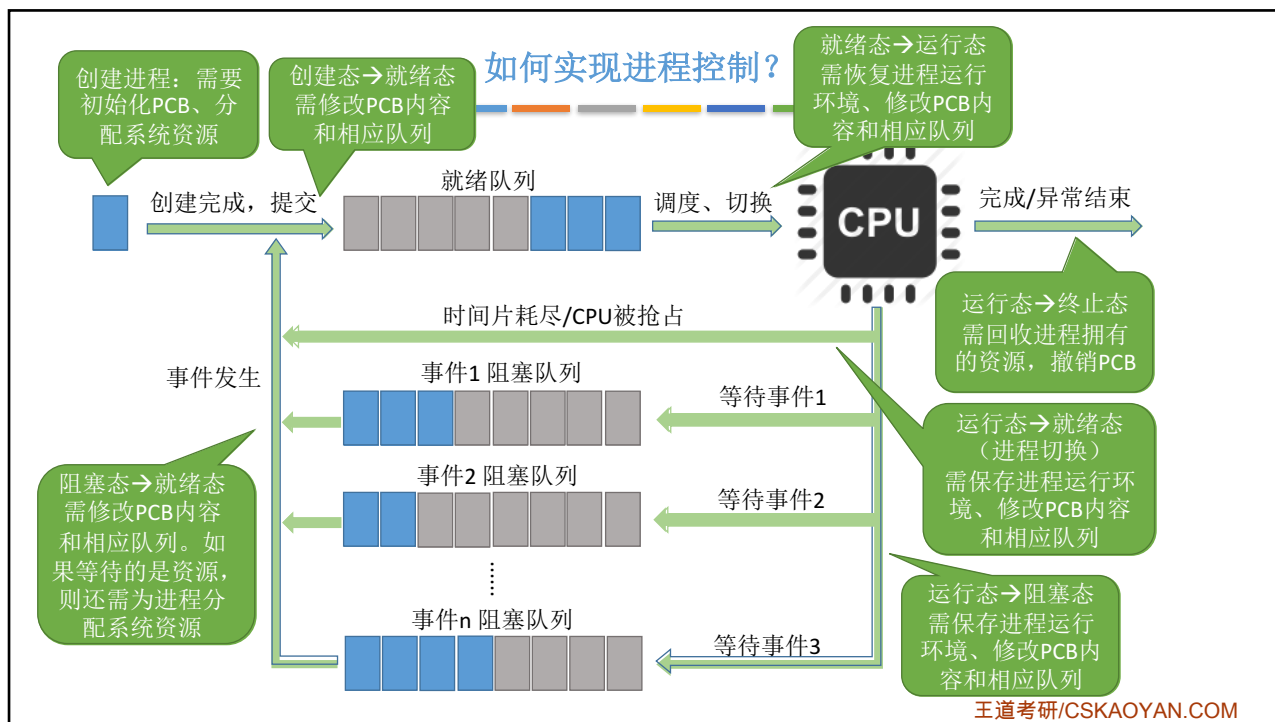 如何实现进程控制？
创建进程：需要
初始化PCB、分
配系统资源
创建态→就绪态
需修改PCB内容
和相应队列
就绪态→运行态
需恢复进程运行
环境、修改PCB内
容和相应队列
创建完成，提交
就绪队列
调度、切换
CPU
完成/异常结束
运行态→终止态
需回收进程拥有
的资源，撤销PCB
时间片耗尽/CPU被抢占
事件发生
事件1 阻塞队列
等待事件1
运行态→就绪态
（进程切换）
需保存进程运行环
境、修改PCB内容
和相应队列
阻塞态→就绪态
需修改PCB内容
和相应队列。如
果等待的是资源，
则还需为进程分
配系统资源
事件2 阻塞队列
等待事件2
......
事件n 阻塞队列
等待事件3
运行态→阻塞态
需保存进程运行
环境、修改PCB内
容和相应队列
王道考研/CSKAOYAN.COM